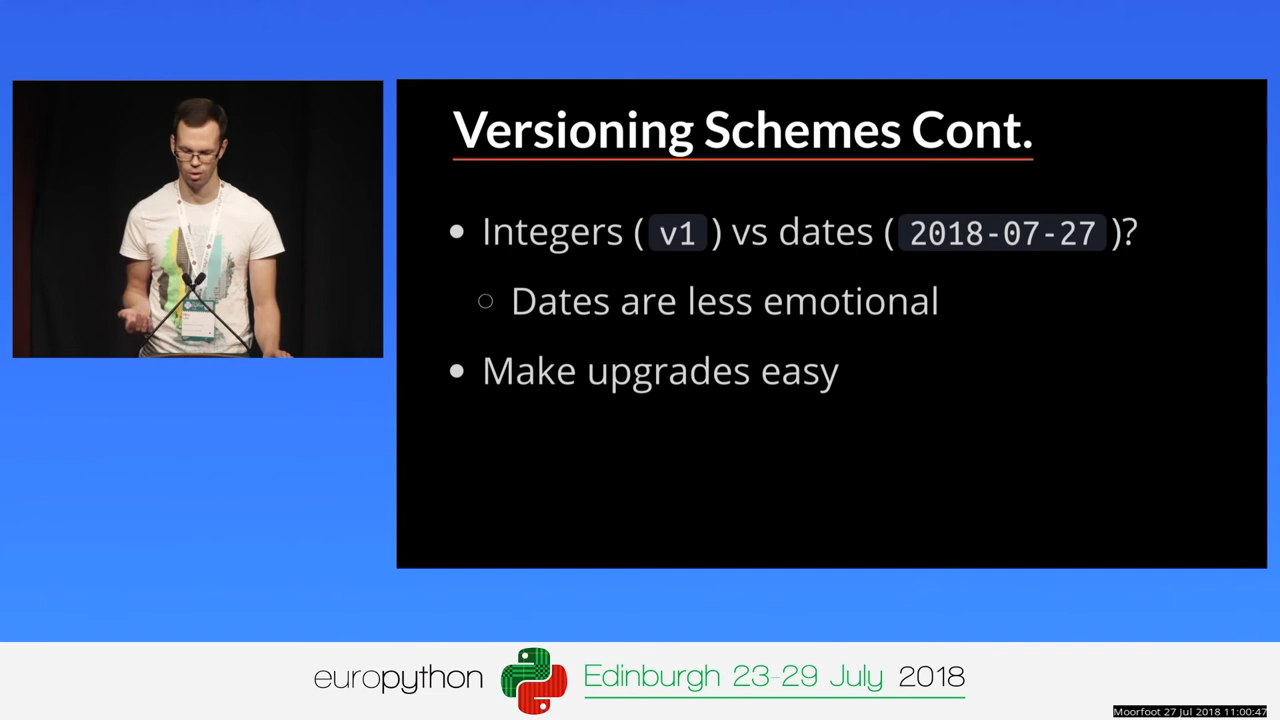 Versioning Schemes Cont.
• Integers ( v1 ) vs dates ( 2018-07-27 )?
○ Dates are less emotional
• Make upgrades easy
europython Edinburgh 23-29 July 2018
Moorfoot 27 Jul 2018 11:00:47